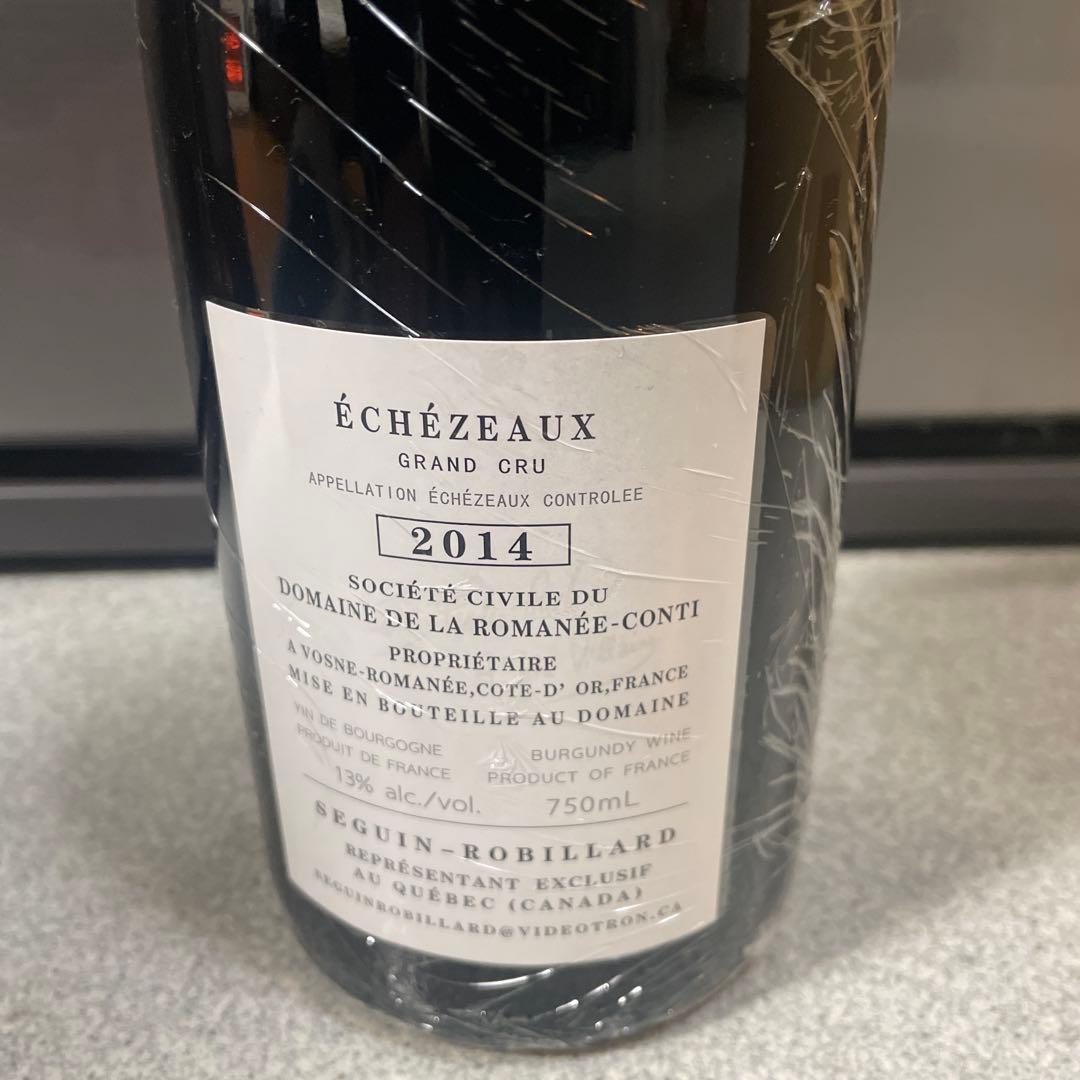 ÉCHÉZEAUX
GRAND CRU
APPELLATION ÉCHÉZEAUX CONTROLEE
2014
SOCIÉTÉ CIVILE DU
DOMAINE DE LA ROMANÉE-CONTI
PROPRIÉTAIRE
A VOSNE-ROMANÉE,COTE-D' OR,FRANCE
MISE EN BOUTEILLE AU DOMAINE
VIN DE BOURGOGNE BURGUNDY WINE
PRODUIT DE FRANCE PRODUCT OF FRANCE
13% alc./vol. 750mL
SEGUIN-ROBILLARD
REPRÉSENTANT EXCLUSIF
AU QUÉBEC (CANADA)
SEGUINROBILLARD@VIDEOTRON.CA